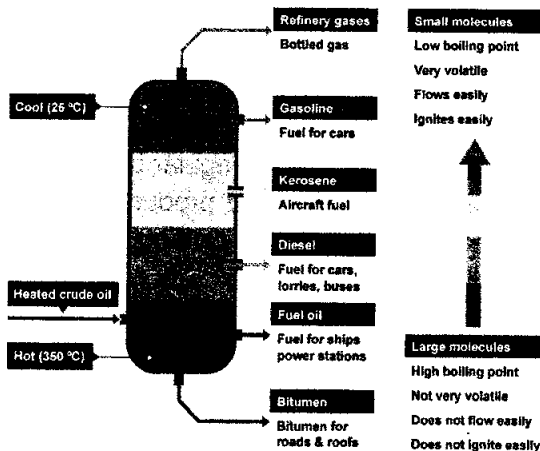 Refinery gases
Bottled gas
Cool (25 ºC)
Gasoline
Fuel for cars
Kerosene
Aircraft fuel
Diesel
Fuel for cars,
lorries, buses
Heated crude oil
Fuel oil
Fuel for ships
power stations
Hot (350 ºC)
Bitumen
Bitumen for
roads & roofs
Small molecules
Low boiling point
Very volatile
Flows easily
Ignites easily
Large molecules
High boiling point
Not very volatile
Does not flow easily
Does not ignite easily